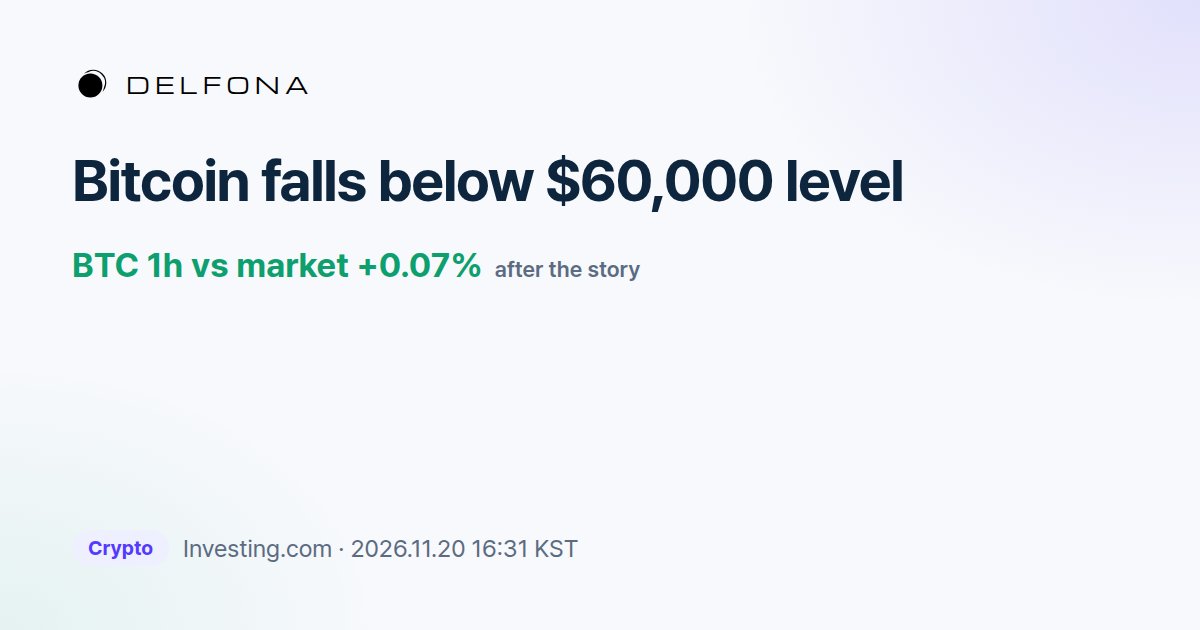 DELFONA
Bitcoin falls below $60,000 level
BTC 1h vs market +0.07% after the story
Crypto Investing.com · 2026.11.20 16:31 KST